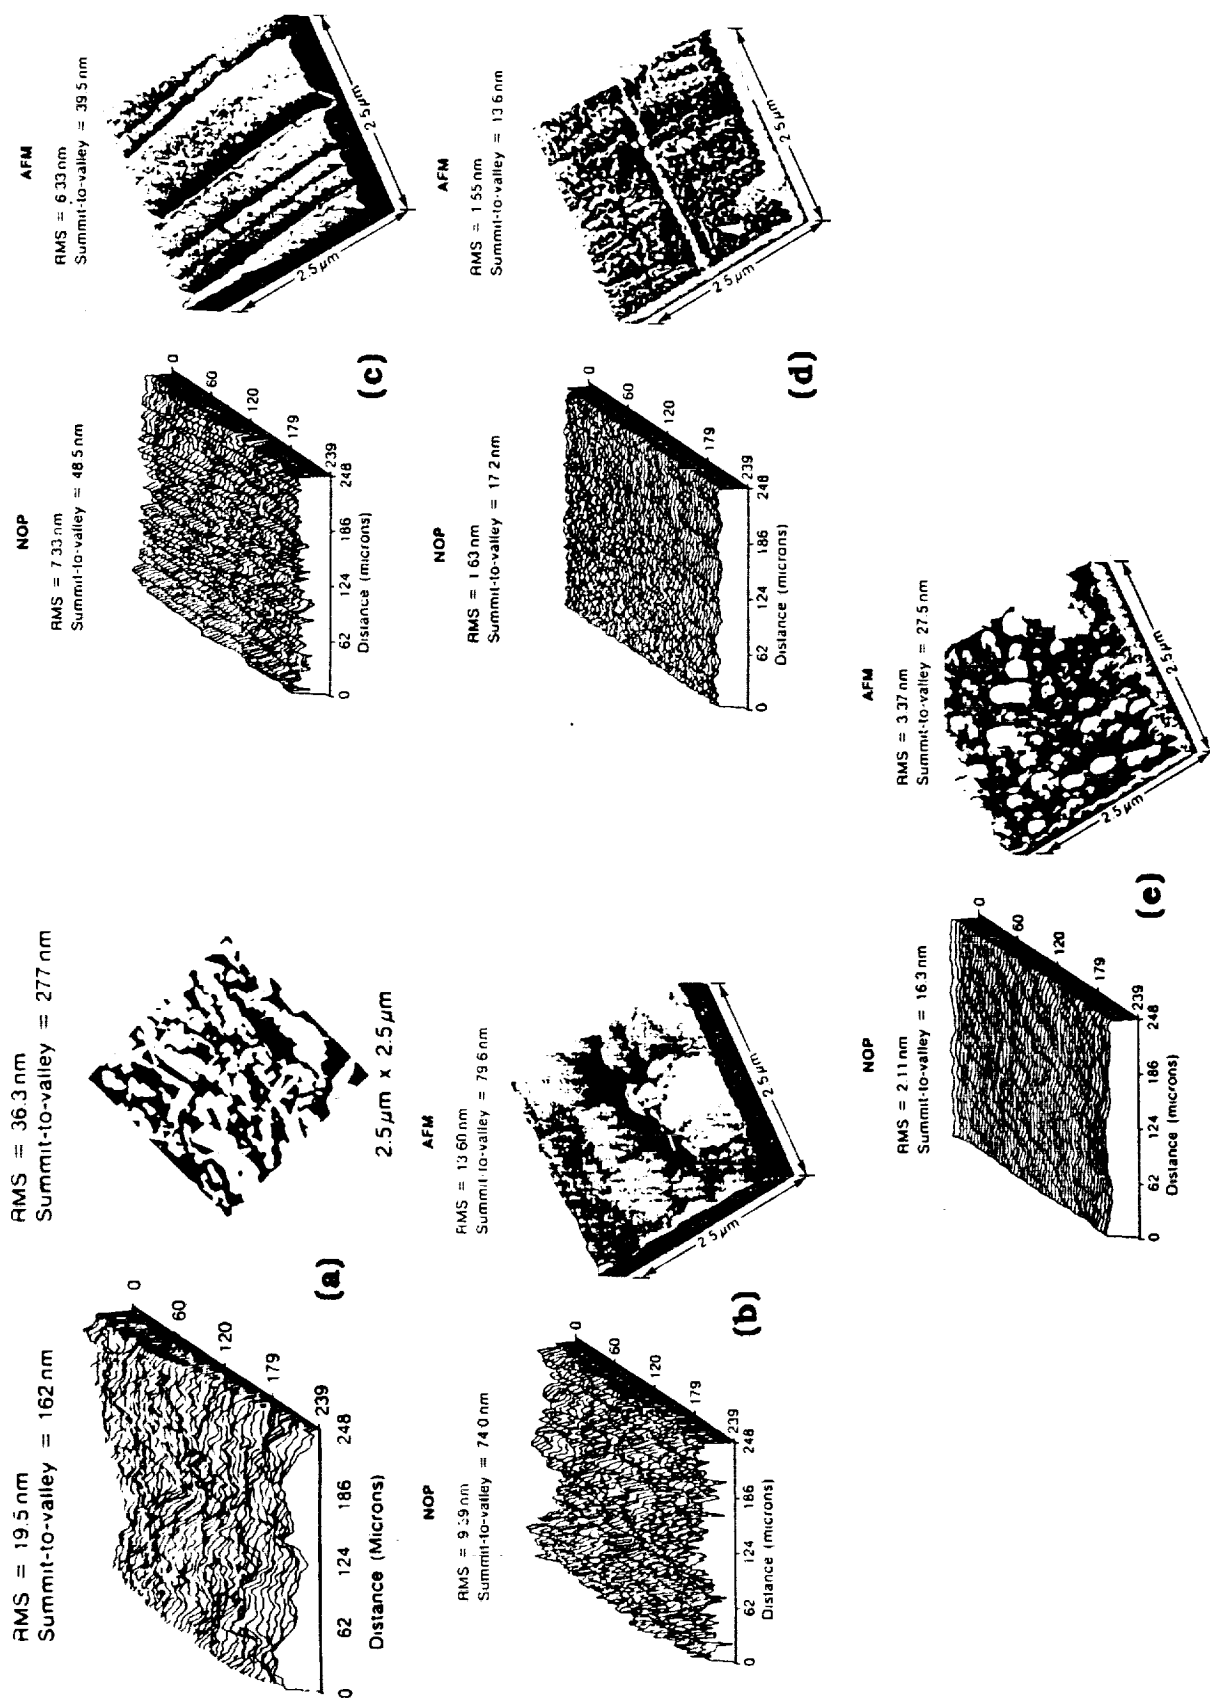 RMS = 19.5 nm
Summit-to-valley = 162 nm
0
60
120
179
239
0 62 124 186 248
Distance (Microns)
RMS = 36.3 nm
Summit-to-valley = 277 nm
2.5 µm x 2.5 µm
(a)
NOP
RMS = 7 33 nm
Summit-to-valley = 48 5 nm
0
60
120
179
239
0 62 124 186 248
Distance (microns)
AFM
RMS = 6 33 nm
Summit-to-valley = 39 5 nm
2.5 µm
2 5 µm
(c)
NOP
RMS = nm
Summit-to-valley = 74 0 nm
0
60
120
179
239
0 62 124 186 248
Distance (microns)
AFM
RMS = 13 60 nm
Summit-to-valley = 79 6 nm
2 5 µm
2.5 µm
(b)
NOP
RMS = 1 63 nm
Summit-to-valley = 17 2 nm
0
60
120
179
239
0 62 124 186 248
Distance (microns)
AFM
RMS = 1 55 nm
Summit-to-valley = 13 6 nm
2 5 µm
2 5 µm
(d)
NOP
RMS = 2.11 nm
Summit-to-valley = 16.3 nm
0
60
120
179
239
0 62 124 186 248
Distance (microns)
AFM
RMS = 3.37 nm
Summit-to-valley = 27.5 nm
2 5 µm
2 5 µm
(e)